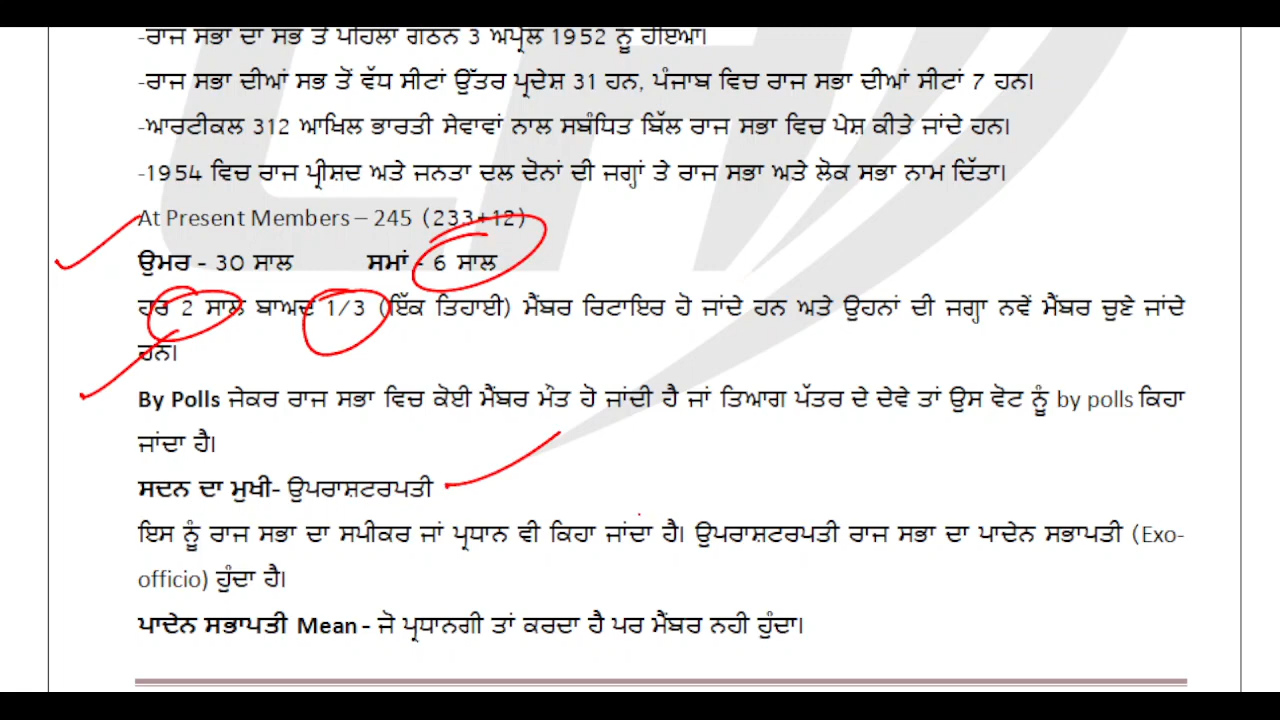 -ਰਾਜ ਸਭਾ ਦਾ ਸਭ ਤੋਂ ਪਹਿਲਾ ਗਠਨ 3 ਅਪ੍ਰੈਲ 1952 ਨੂੰ ਹੋਇਆ।
-ਰਾਜ ਸਭਾ ਦੀਆਂ ਸਭ ਤੋਂ ਵੱਧ ਸੀਟਾਂ ਉੱਤਰ ਪ੍ਰਦੇਸ਼ 31 ਹਨ, ਪੰਜਾਬ ਵਿਚ ਰਾਜ ਸਭਾ ਦੀਆਂ ਸੀਟਾਂ 7 ਹਨ।
-ਆਰਟੀਕਲ 312 ਆਖਿਲ ਭਾਰਤੀ ਸੇਵਾਵਾਂ ਨਾਲ ਸਬੰਧਿਤ ਬਿੱਲ ਰਾਜ ਸਭਾ ਵਿਚ ਪੇਸ਼ ਕੀਤੇ ਜਾਂਦੇ ਹਨ।
-1954 ਵਿਚ ਰਾਜ ਪ੍ਰੀਸ਼ਦ ਅਤੇ ਜਨਤਾ ਦਲ ਦੋਨਾਂ ਦੀ ਜਗ੍ਹਾਂ ਤੇ ਰਾਜ ਸਭਾ ਅਤੇ ਲੋਕ ਸਭਾ ਨਾਮ ਦਿੱਤਾ।
At Present Members – 245 (233+12)
ਉਮਰ - 30 ਸਾਲ ਸਮਾਂ - 6 ਸਾਲ
ਹਰ 2 ਸਾਲ ਬਾਅਦ 1/3 (ਇੱਕ ਤਿਹਾਈ) ਮੈਂਬਰ ਰਿਟਾਇਰ ਹੋ ਜਾਂਦੇ ਹਨ ਅਤੇ ਉਹਨਾਂ ਦੀ ਜਗ੍ਹਾ ਨਵੇਂ ਮੈਂਬਰ ਚੁਣੇ ਜਾਂਦੇ
ਹਨ।
By Polls ਜੇਕਰ ਰਾਜ ਸਭਾ ਵਿਚ ਕੋਈ ਮੈਂਬਰ ਮੌਤ ਹੋ ਜਾਂਦੀ ਹੈ ਜਾਂ ਤਿਆਗ ਪੱਤਰ ਦੇ ਦੇਵੇ ਤਾਂ ਉਸ ਵੋਟ ਨੂੰ by polls ਕਿਹਾ
ਜਾਂਦਾ ਹੈ।
ਸਦਨ ਦਾ ਮੁਖੀ- ਉਪਰਾਸ਼ਟਰਪਤੀ
ਇਸ ਨੂੰ ਰਾਜ ਸਭਾ ਦਾ ਸਪੀਕਰ ਜਾਂ ਪ੍ਰਧਾਨ ਵੀ ਕਿਹਾ ਜਾਂਦਾ ਹੈ। ਉਪਰਾਸ਼ਟਰਪਤੀ ਰਾਜ ਸਭਾ ਦਾ ਪਾਦੇਨ ਸਭਾਪਤੀ (Exo-
officio) ਹੁੰਦਾ ਹੈ।
ਪਾਦੇਨ ਸਭਾਪਤੀ Mean - ਜੋ ਪ੍ਰਧਾਨਗੀ ਤਾਂ ਕਰਦਾ ਹੈ ਪਰ ਮੈਂਬਰ ਨਹੀ ਹੁੰਦਾ।